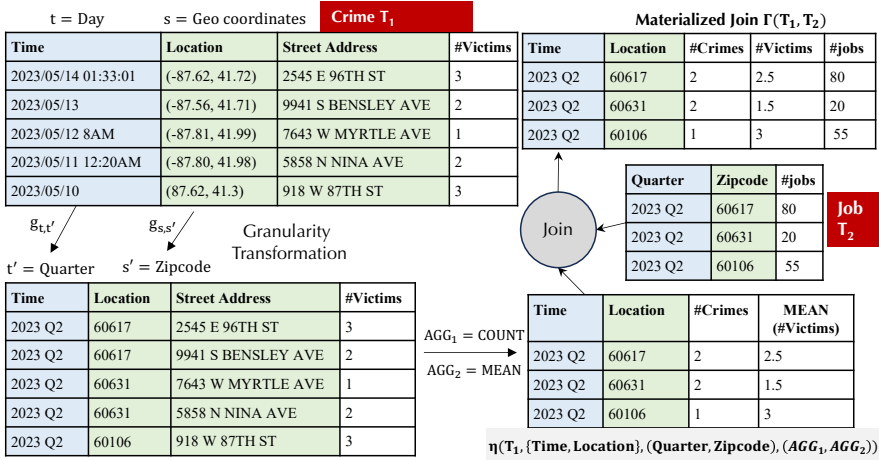 t = Day s = Geo coordinates Crime T₁
Time Location Street Address #Victims
2023/05/14 01:33:01 (-87.62, 41.72) 2545 E 96TH ST 3
2023/05/13 (-87.56, 41.71) 9941 S BENSLEY AVE 2
2023/05/12 8AM (-87.81, 41.99) 7643 W MYRTLE AVE 1
2023/05/11 12:20AM (-87.80, 41.98) 5858 N NINA AVE 2
2023/05/10 (87.62, 41.3) 918 W 87TH ST 3
g_{t,t′} g_{s,s′} Granularity
Transformation
t′ = Quarter s′ = Zipcode
Time Location Street Address #Victims
2023 Q2 60617 2545 E 96TH ST 3
2023 Q2 60617 9941 S BENSLEY AVE 2
2023 Q2 60631 7643 W MYRTLE AVE 1
2023 Q2 60631 5858 N NINA AVE 2
2023 Q2 60106 918 W 87TH ST 3
AGG₁ = COUNT
AGG₂ = MEAN
Materialized Join Γ(T₁, T₂)
Time Location #Crimes #Victims #jobs
2023 Q2 60617 2 2.5 80
2023 Q2 60631 2 1.5 20
2023 Q2 60106 1 3 55
Join
Quarter Zipcode #jobs
2023 Q2 60617 80
2023 Q2 60631 20
2023 Q2 60106 55
Job
T₂
Time Location #Crimes MEAN
(#Victims)
2023 Q2 60617 2 2.5
2023 Q2 60631 2 1.5
2023 Q2 60106 1 3
η(T₁, {Time, Location}, (Quarter, Zipcode), (AGG₁, AGG₂))